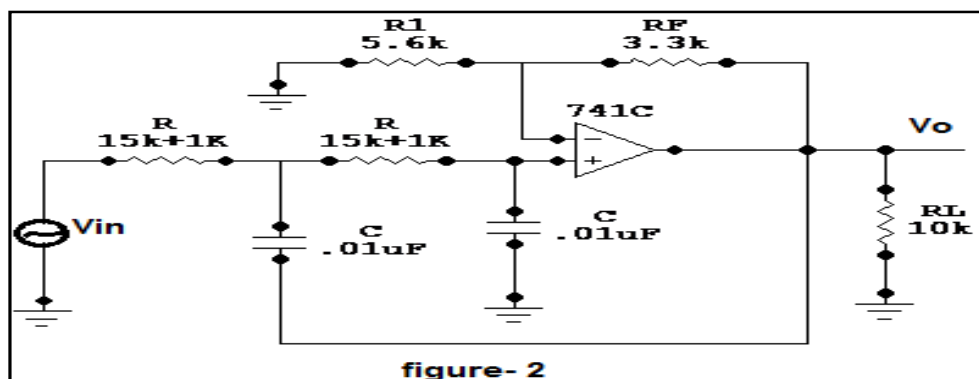 R1
5.6k
RF
3.3k
741C
R
15k+1K
R
15k+1K
Vo
Vin
C
.01uF
C
.01uF
RL
10k
figure- 2